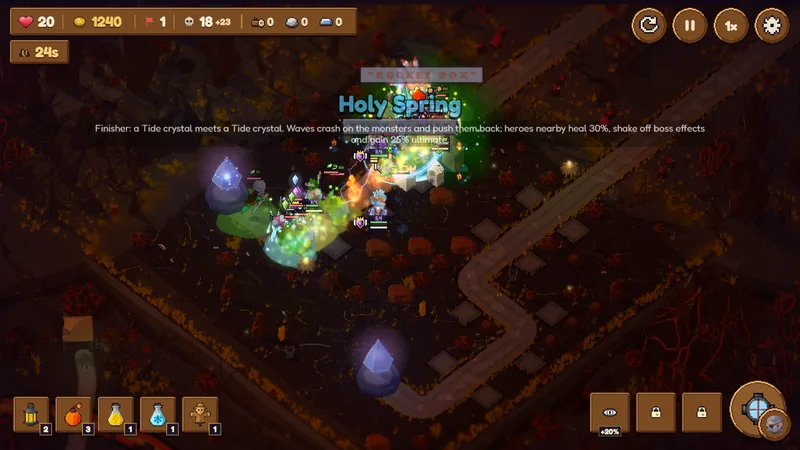 20 1240 1 18 +23 0 0 0
1x
24s
"ROCKET BOX"
Holy Spring
Finisher: a Tide crystal meets a Tide crystal. Waves crash on the monsters and push them back; heroes nearby heal 30%, shake off boss effects
and gain 25% ultimate.
2 3 1 1 1
+20%